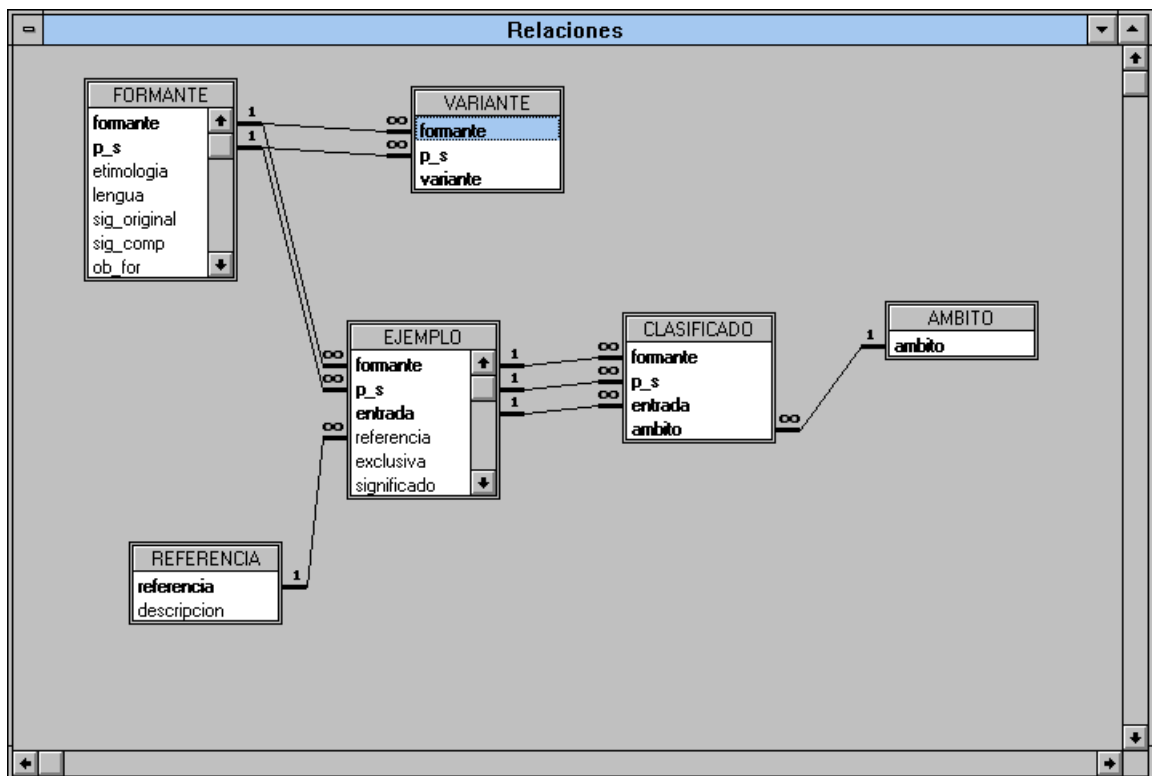 Relaciones
FORMANTE
formante
p_s
etimologia
lengua
sig_original
sig_comp
ob_for
1
1
VARIANTE
∞ formante
∞ p_s
variante
EJEMPLO
∞ formante
∞ p_s
entrada
∞ referencia
exclusiva
significado
1
1
1
CLASIFICADO
∞ formante
∞ p_s
∞ entrada
ambito ∞
AMBITO
1 ambito
REFERENCIA
referencia 1
descripcion